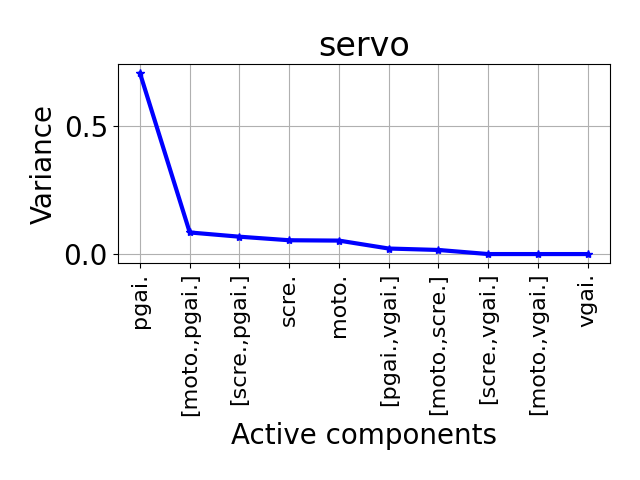 servo
Variance
0.5
0.0
pgai.
[moto.,pgai.]
[scre.,pgai.]
scre.
moto.
[pgai.,vgai.]
[moto.,scre.]
[scre.,vgai.]
[moto.,vgai.]
vgai.
Active components